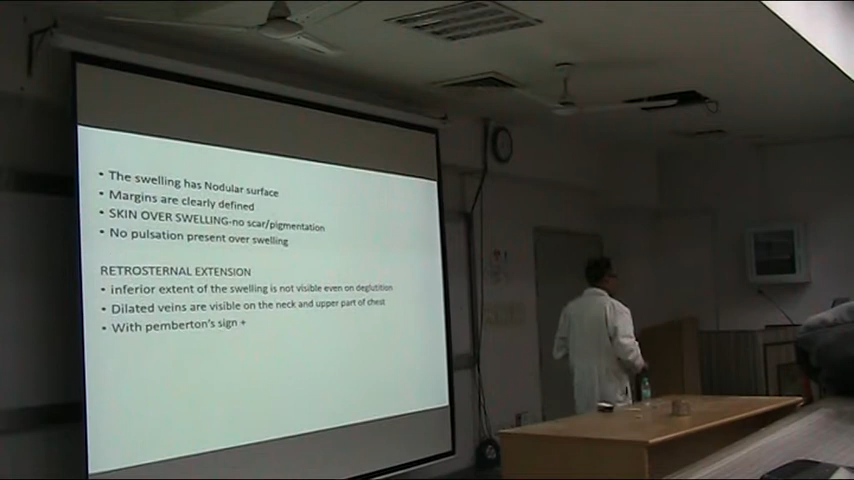 • The swelling has Nodular surface
• Margins are clearly defined
• SKIN OVER SWELLING-no scar/pigmentation
• No pulsation present over swelling
RETROSTERNAL EXTENSION
• inferior extent of the swelling is not visible even on deglutition
• Dilated veins are visible on the neck and upper part of chest
• With pemberton's sign +